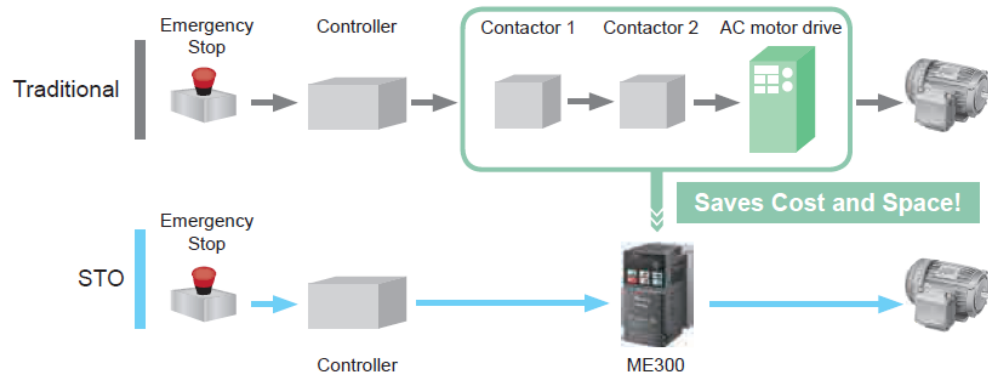 Emergency
Stop
Controller
Contactor 1
Contactor 2
AC motor drive
Traditional
Saves Cost and Space!
Emergency
Stop
STO
Controller
ME300